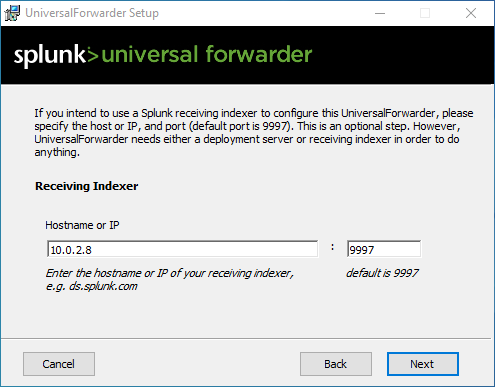 UniversalForwarder Setup
splunk> universal forwarder
If you intend to use a Splunk receiving indexer to configure this UniversalForwarder, please
specify the host or IP, and port (default port is 9997). This is an optional step. However,
UniversalForwarder needs either a deployment server or receiving indexer in order to do
anything.
Receiving Indexer
Hostname or IP
10.0.2.8 : 9997
Enter the hostname or IP of your receiving indexer, default is 9997
e.g. ds.splunk.com
Cancel Back Next